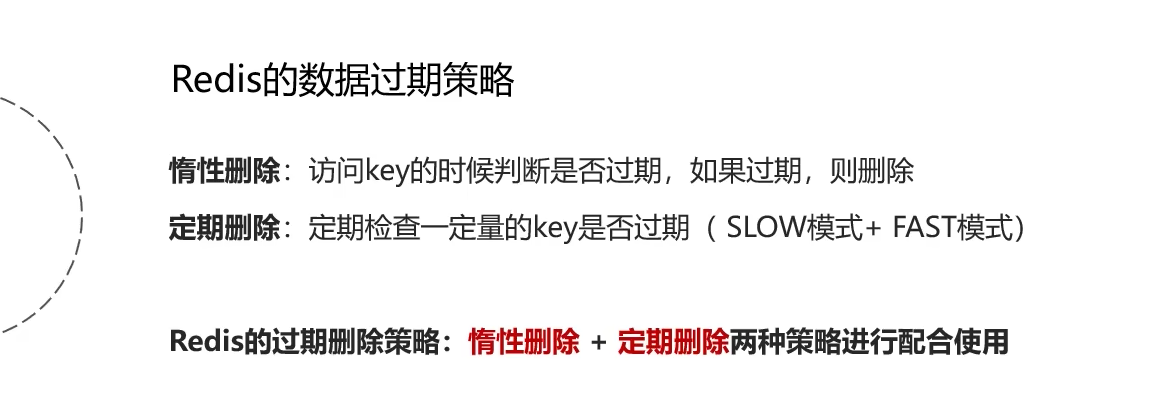 Redis的数据过期策略
惰性删除：访问key的时候判断是否过期，如果过期，则删除
定期删除：定期检查一定量的key是否过期（ SLOW模式+ FAST模式）
Redis的过期删除策略：惰性删除 + 定期删除两种策略进行配合使用